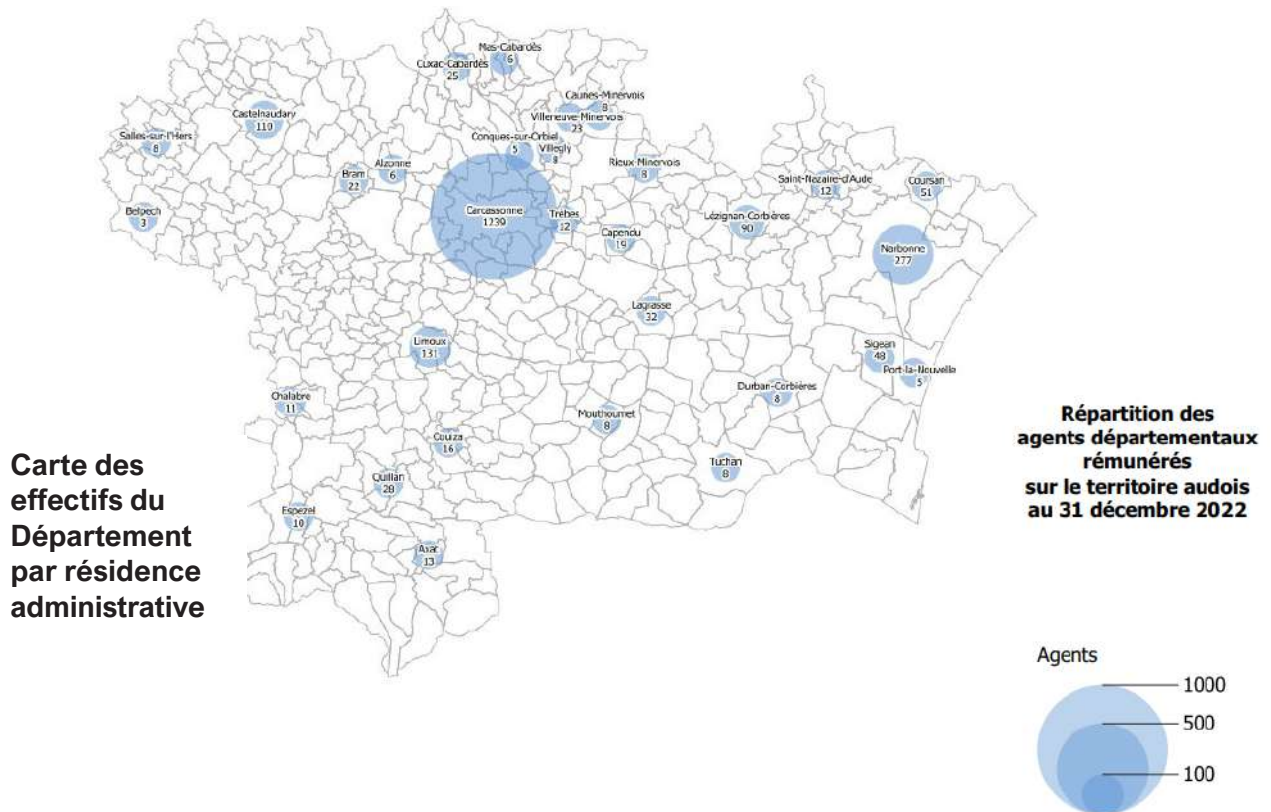 Mas-Cabardès
6
Cuxac-Cabardès
25
Caunes-Minervois
8
Castelnaudary
119
Villeneuve-Minervois
23
Salles-sur-l'Hers
8
Conques-sur-Orbiel
5
Villegly
8
Alzonne
6
Rieux-Minervois
8
Bram
22
Saint-Nazaire-d'Aude
12
Coursan
51
Belpech
3
Carcassonne
1239
Trèbes
12
Lézignan-Corbières
90
Capendu
19
Narbonne
277
Lagrasse
32
Limoux
131
Sigean
48
Port-la-Nouvelle
5
Durban-Corbières
8
Chalabre
11
Mouthoumet
8
Couiza
16
Tuchan
8
Quillan
28
Espezel
10
Axat
13
Carte des
effectifs du
Département
par résidence
administrative
Répartition des
agents départementaux
rémunérés
sur le territoire audois
au 31 décembre 2022
Agents
1000
500
100